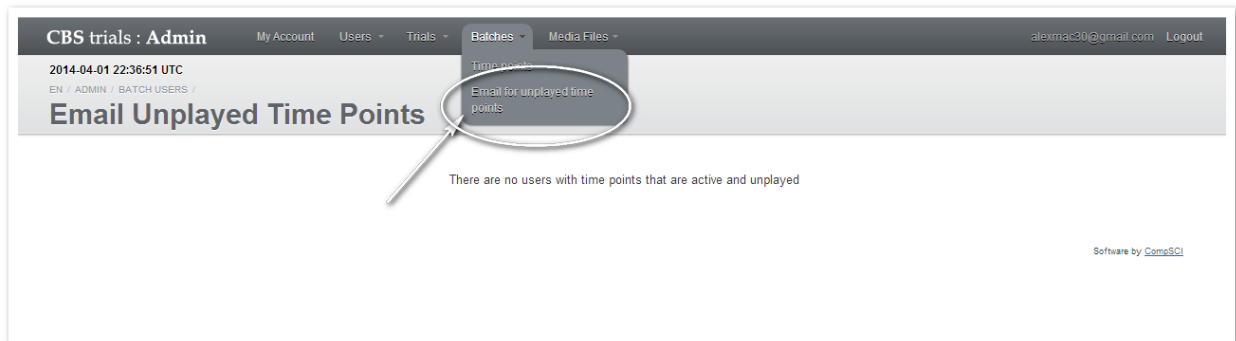 CBS trials : Admin My Account Users Trials Batches Media Files alexmac30@gmail.com Logout
2014-04-01 22:36:51 UTC
EN / ADMIN / BATCH USERS /
Email Unplayed Time Points
Time points
Email for unplayed time
points
There are no users with time points that are active and unplayed
Software by CompSCI